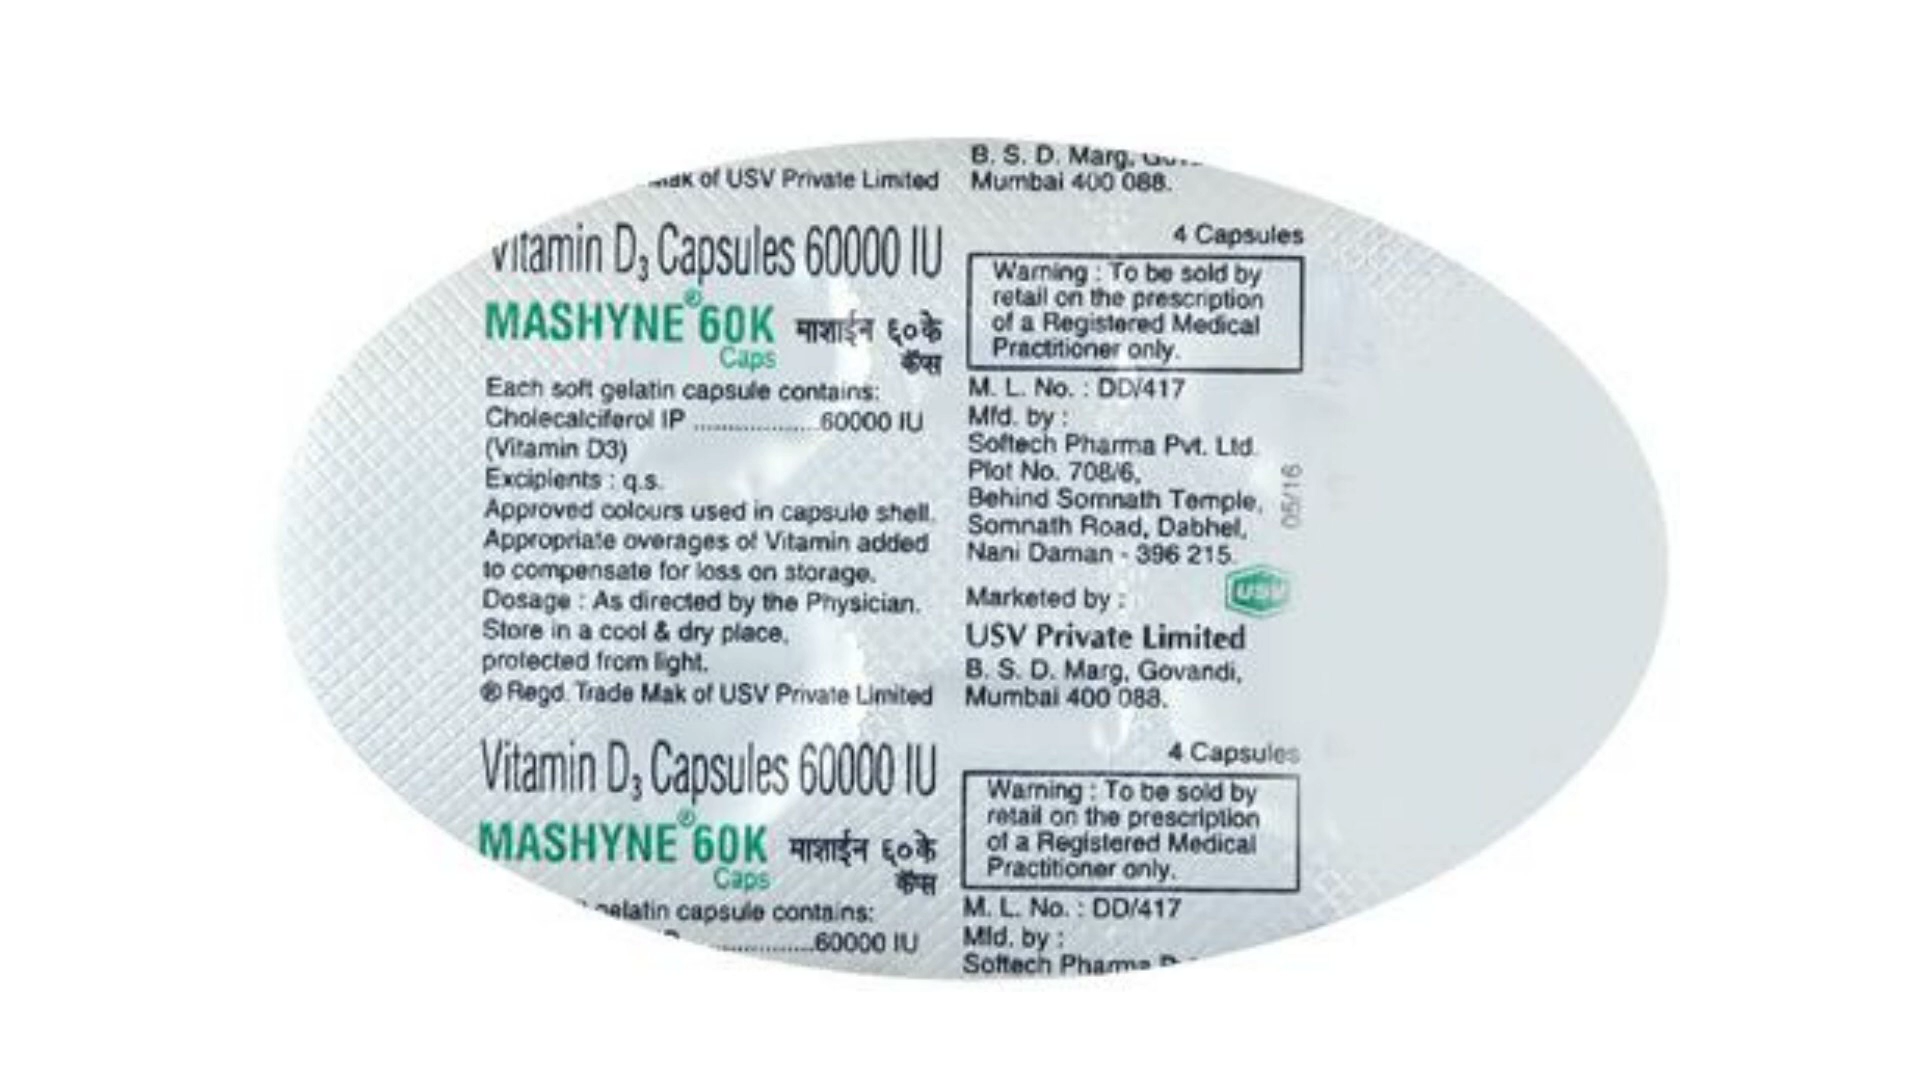 of USV Private Limited
B. S. D. Marg,
Mumbai 400 088.
Vitamin D3 Capsules 60000 IU
MASHYNE® 60K माशाईन ६०के
Caps कॅप्स
Each soft gelatin capsule contains:
Cholecalciferol IP ..................60000 IU
(Vitamin D3)
Excipients : q.s.
Approved colours used in capsule shell.
Appropriate overages of Vitamin added
to compensate for loss on storage.
Dosage : As directed by the Physician.
Store in a cool & dry place,
protected from light.
® Regd. Trade Mak of USV Private Limited
4 Capsules
Warning : To be sold by
retail on the prescription
of a Registered Medical
Practitioner only.
M. L. No. : DD/417
Mfd. by :
Softech Pharma Pvt. Ltd.
Plot No. 708/6,
Behind Somnath Temple,
Somnath Road, Dabhel,
Nani Daman - 396 215.
05/16
Marketed by :
USV
USV Private Limited
B. S. D. Marg, Govandi,
Mumbai 400 088.
Vitamin D3 Capsules 60000 IU
MASHYNE® 60K माशाईन ६०के
Caps कॅप्स
gelatin capsule contains:
..................60000 IU
4 Capsules
Warning : To be sold by
retail on the prescription
of a Registered Medical
Practitioner only.
M. L. No. : DD/417
Mfd. by :
Softech Pharma